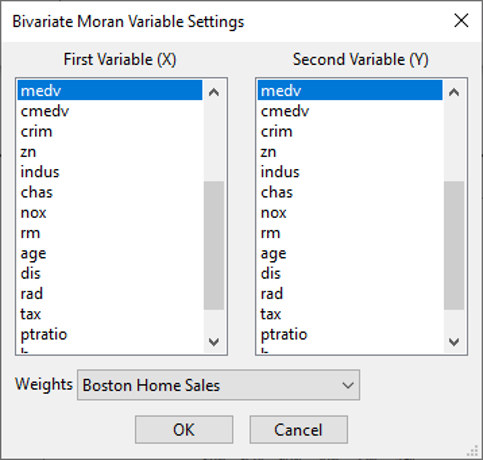 Bivariate Moran Variable Settings
First Variable (X)
Second Variable (Y)
medv
cmedv
crim
zn
indus
chas
nox
rm
age
dis
rad
tax
ptratio
medv
cmedv
crim
zn
indus
chas
nox
rm
age
dis
rad
tax
ptratio
Weights Boston Home Sales
OK
Cancel